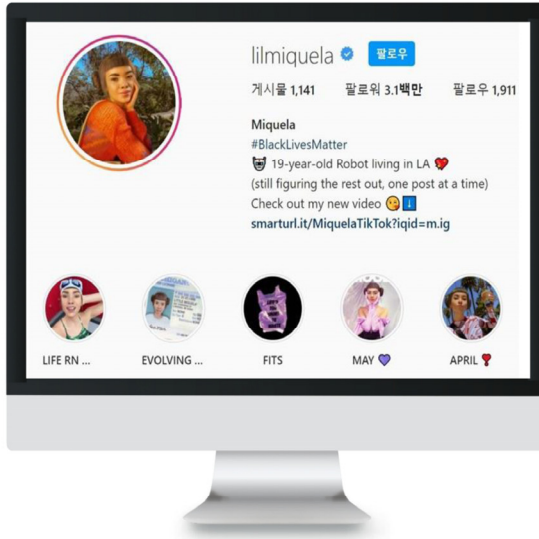 lilmiquela 팔로우
게시물 1,141 팔로워 3.1백만 팔로우 1,911
Miquela
#BlackLivesMatter
19-year-old Robot living in LA
(still figuring the rest out, one post at a time)
Check out my new video
smarturl.it/MiquelaTikTok?iqid=m.ig
LIFE RN ... EVOLVING ... FITS MAY APRIL